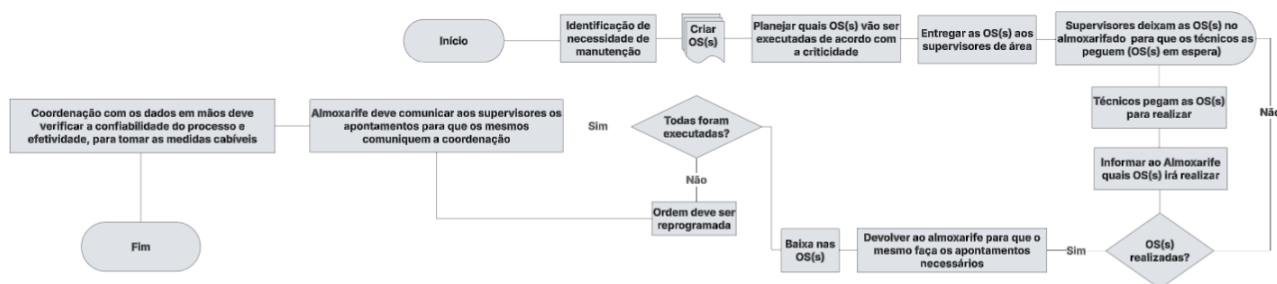 Início
Identificação de
necessidade de
manutenção
Criar
OS(s)
Planejar quais OS(s) vão ser
executadas de acordo com
a criticidade
Entregar as OS(s) aos
supervisores de área
Supervisores deixam as OS(s) no
almoxarifado para que os técnicos as
peguem (OS(s) em espera)
Técnicos pegam as OS(s)
para realizar
Não
Informar ao Almoxarife
quais OS(s) irá realizar
OS(s)
realizadas?
Sim
Devolver ao almoxarife para que o
mesmo faça os apontamentos
necessários
Baixa nas
OS(s)
Todas foram
executadas?
Não
Ordem deve ser
reprogramada
Sim
Almoxarife deve comunicar aos supervisores os
apontamentos para que os mesmos
comuniquem a coordenação
Coordenação com os dados em mãos deve
verificar a confiabilidade do processo e
efetividade, para tomar as medidas cabíveis
Fim